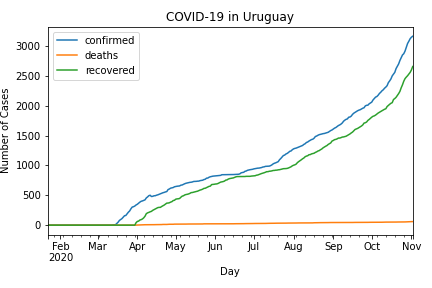 COVID-19 in Uruguay
confirmed
deaths
recovered
Number of Cases
3000
2500
2000
1500
1000
500
0
Feb Mar Apr May Jun Jul Aug Sep Oct Nov
2020
Day